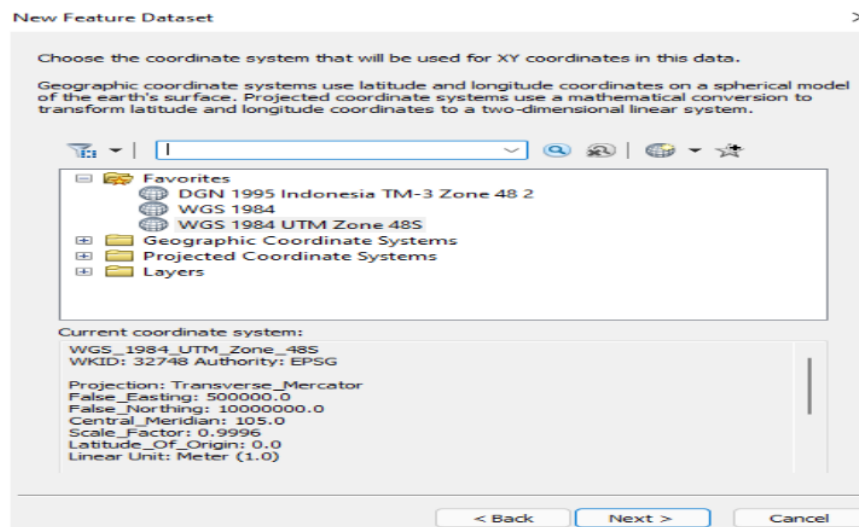 New Feature Dataset
Choose the coordinate system that will be used for XY coordinates in this data.
Geographic coordinate systems use latitude and longitude coordinates on a spherical model
of the earth's surface. Projected coordinate systems use a mathematical conversion to
transform latitude and longitude coordinates to a two-dimensional linear system.
Favorites
DGN 1995 Indonesia TM-3 Zone 48 2
WGS 1984
WGS 1984 UTM Zone 48S
Geographic Coordinate Systems
Projected Coordinate Systems
Layers
Current coordinate system:
WGS_1984_UTM_Zone_48S
WKID: 32748 Authority: EPSG
Projection: Transverse_Mercator
False_Easting: 500000.0
False_Northing: 10000000.0
Central_Meridian: 105.0
Scale_Factor: 0.9996
Latitude_Of_Origin: 0.0
Linear Unit: Meter (1.0)
< Back Next > Cancel